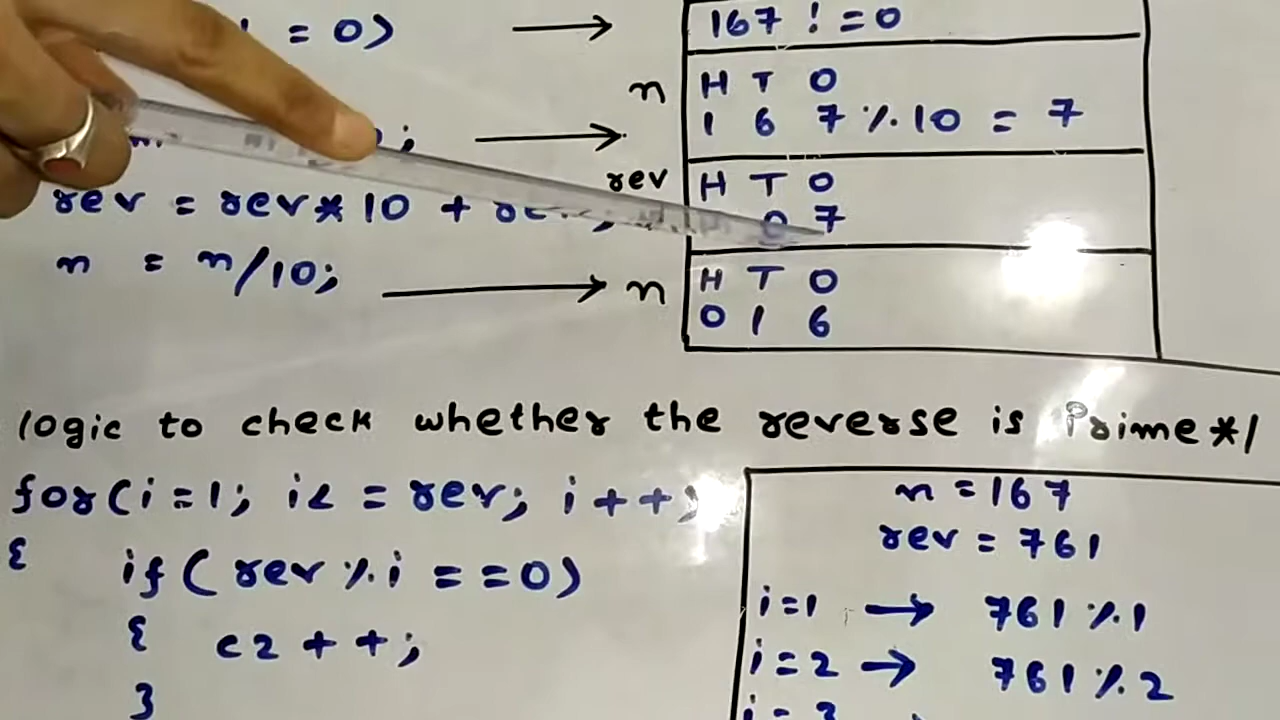 ! = 0)
→ 167 ! = 0
n H T O
→ 1 6 7 % 10 = 7
rev H T O
rev = rev * 10 +
0 7
n = n/10;
→ n H T O
0 1 6
logic to check whether the reverse is Prime */
for(i=1; i< = rev; i + +
{ if( rev % i = = 0)
{ c2 + + ;
}
n = 167
rev = 761
i=1 → 761 % 1
i=2 → 761 % 2